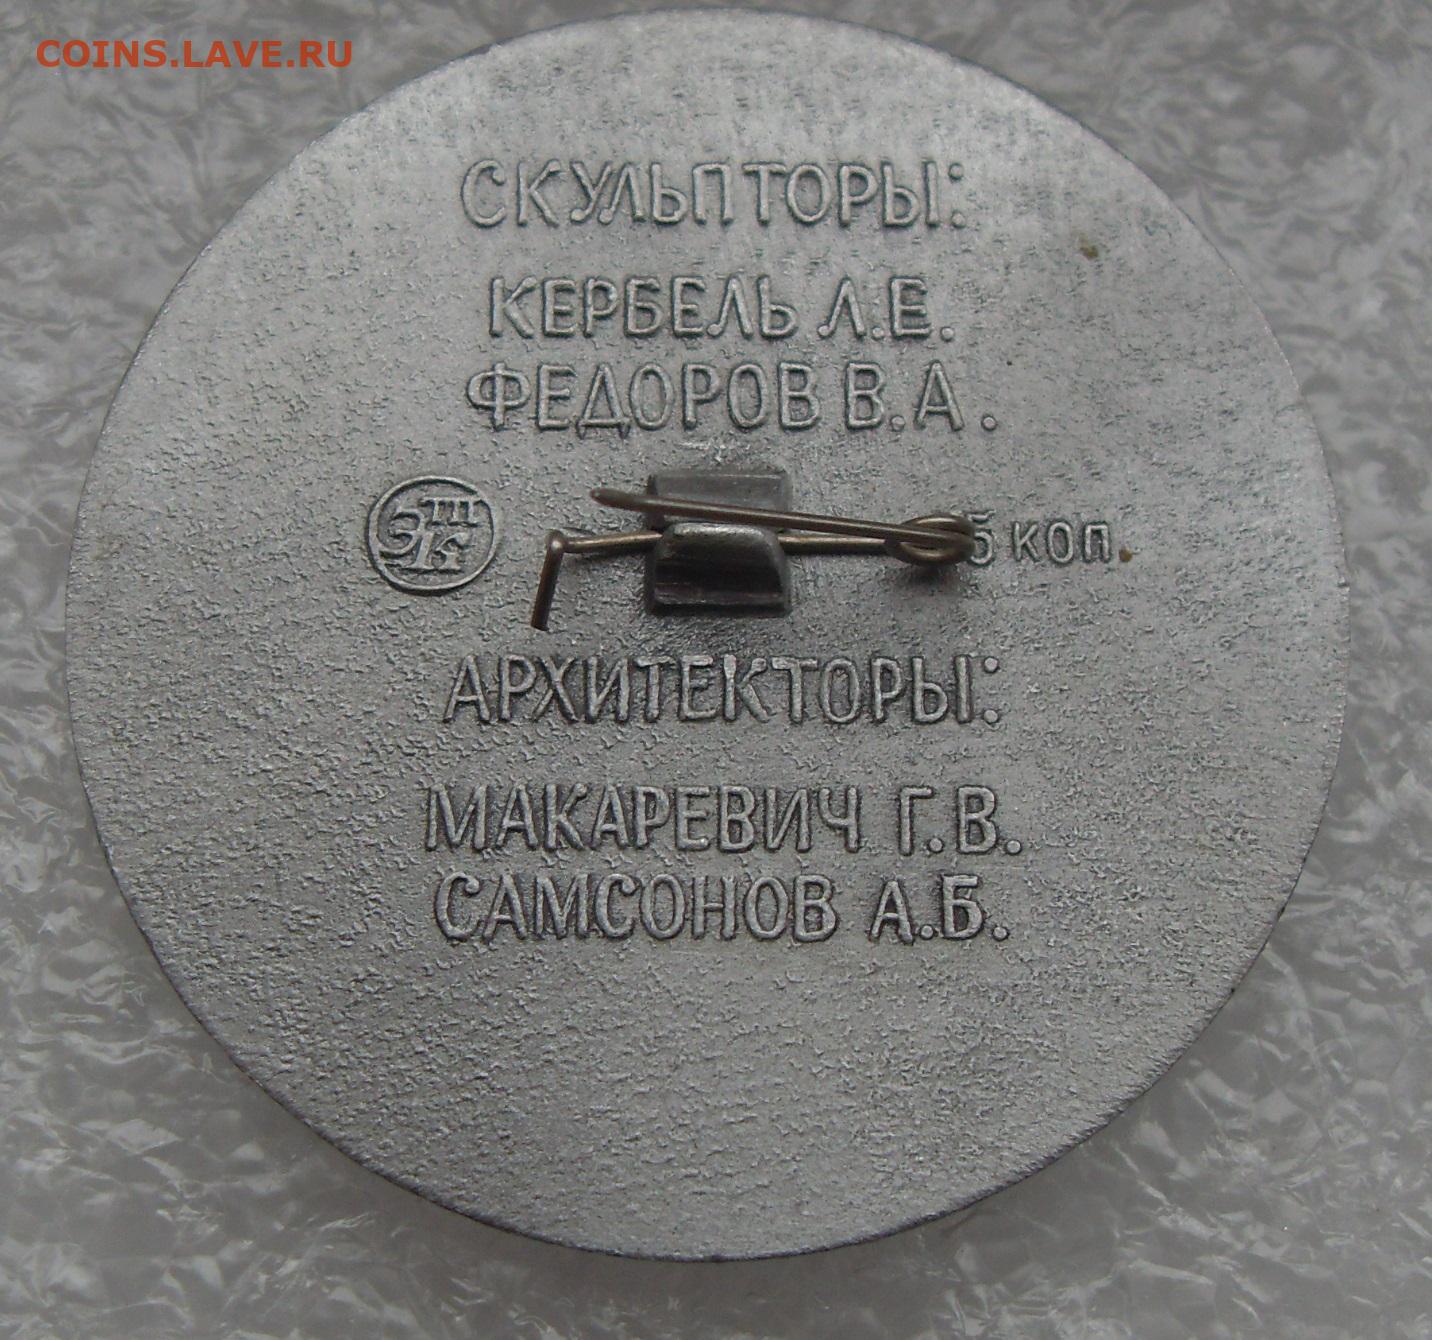 COINS.LAVE.RU
СКУЛЬПТОРЫ:
КЕРБЕЛЬ Л.Е.
ФЕДОРОВ В.А.
коп.
АРХИТЕКТОРЫ:
МАКАРЕВИЧ Г.В.
САМСОНОВ А.Б.